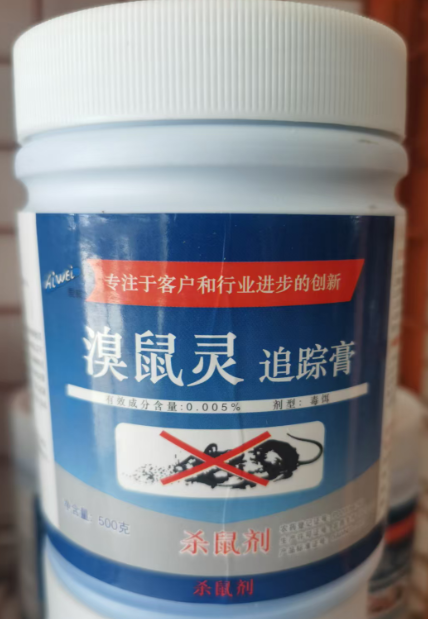 Aiwei
专注于客户和行业进步的创新
溴鼠灵 追踪膏
有效成分含量:0.005% 剂型:毒饵
净含量:500克
杀鼠剂
杀鼠剂